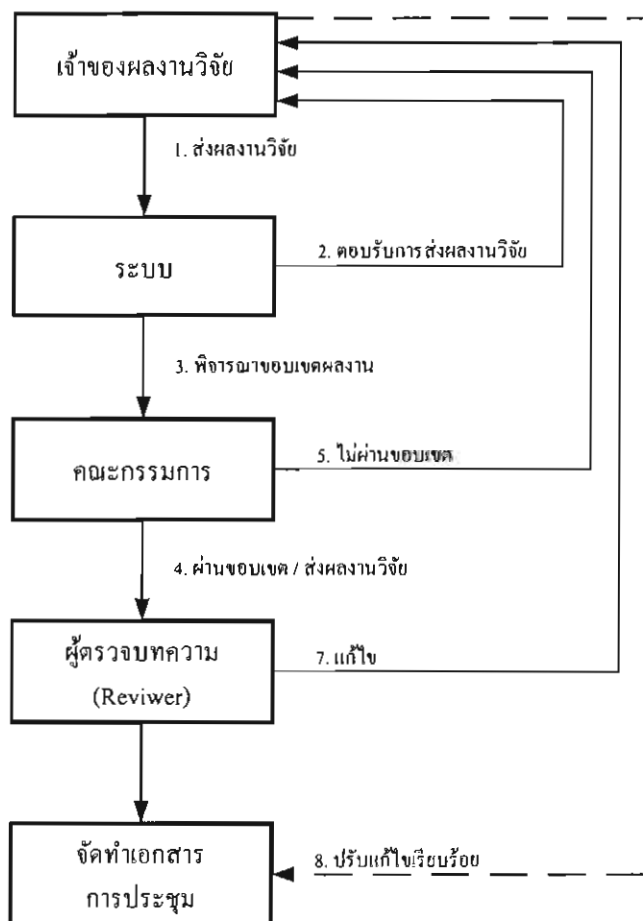 เจ้าของผลงานวิจัย
1. ส่งผลงานวิจัย
ระบบ
2. ตอบรับการส่งผลงานวิจัย
3. พิจารณาขอบเขตผลงาน
คณะกรรมการ
5. ไม่ผ่านขอบเขต
4. ผ่านขอบเขต / ส่งผลงานวิจัย
ผู้ตรวจบทความ
(Reviwer)
7. แก้ไข
จัดทำเอกสาร
การประชุม
8. ปรับแก้ไขเรียบร้อย